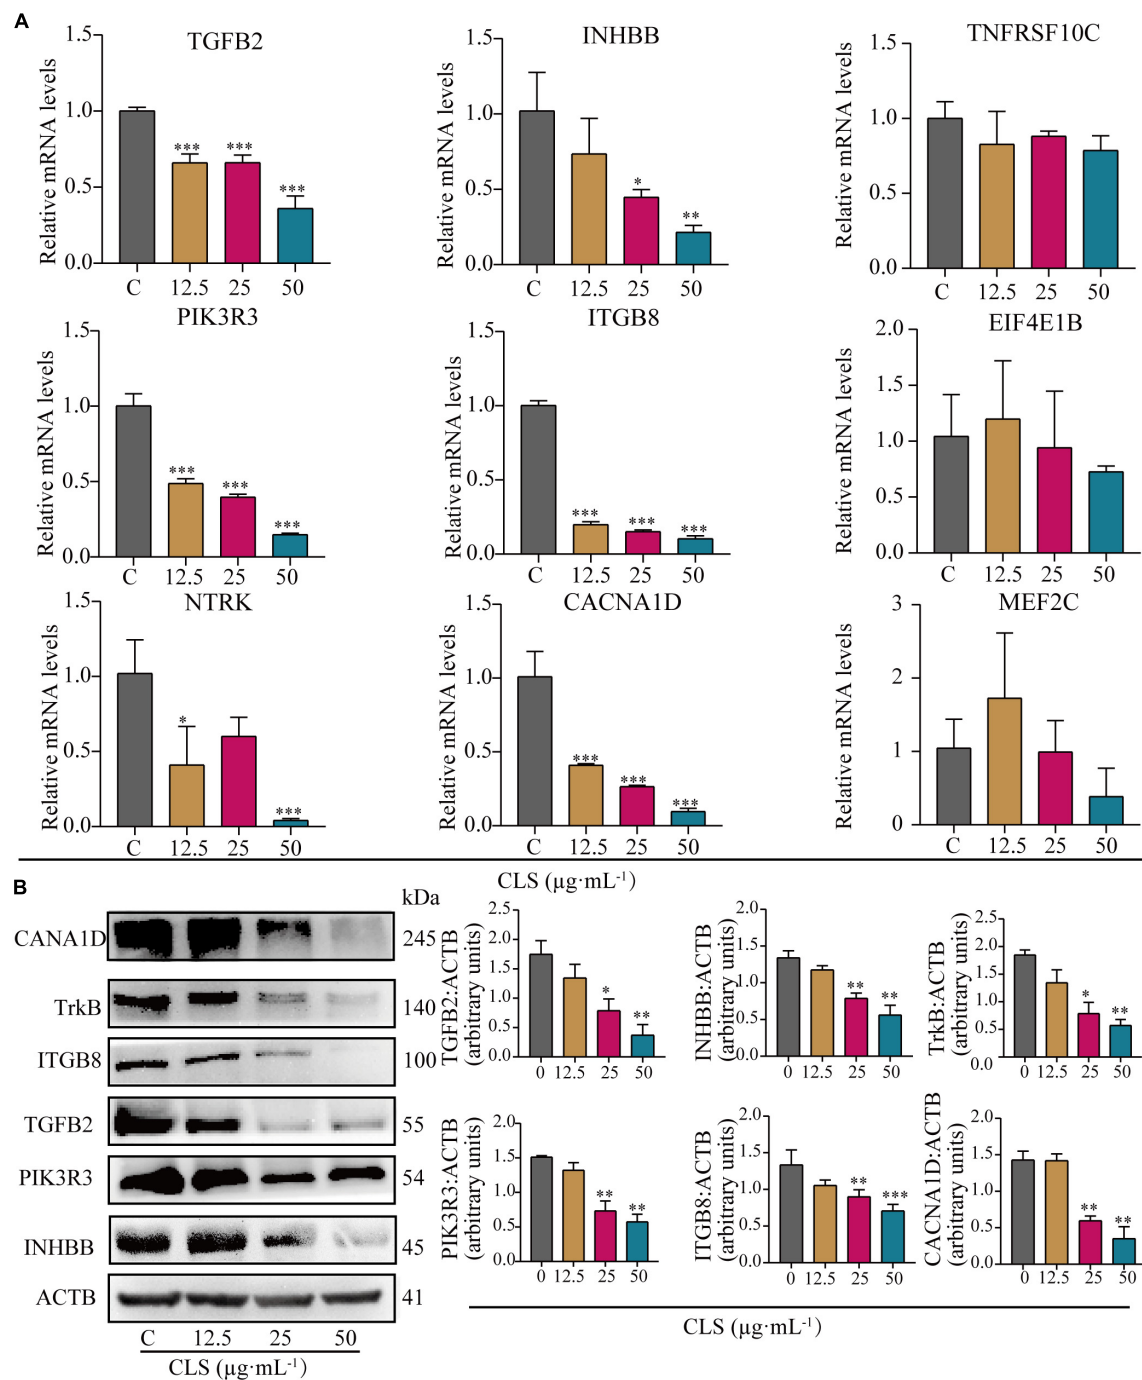 A
TGFB2
Relative mRNA levels
1.5
1.0
0.5
0.0
***
***
***
C 12.5 25 50
INHBB
Relative mRNA levels
1.5
1.0
0.5
0.0
*
**
C 12.5 25 50
TNFRSF10C
Relative mRNA levels
1.5
1.0
0.5
0.0
C 12.5 25 50
PIK3R3
Relative mRNA levels
1.5
1.0
0.5
0.0
***
***
***
C 12.5 25 50
ITGB8
Relative mRNA levels
1.5
1.0
0.5
0.0
***
***
***
C 12.5 25 50
EIF4E1B
Relative mRNA levels
2.0
1.5
1.0
0.5
0.0
C 12.5 25 50
NTRK
Relative mRNA levels
1.5
1.0
0.5
0.0
*
***
C 12.5 25 50
CACNA1D
Relative mRNA levels
1.5
1.0
0.5
0.0
***
***
***
C 12.5 25 50
MEF2C
Relative mRNA levels
3
2
1
0
C 12.5 25 50
CLS (µg·mL⁻¹)
B
kDa
CANA1D 245
TrkB 140
ITGB8 100
TGFB2 55
PIK3R3 54
INHBB 45
ACTB 41
C 12.5 25 50
CLS (µg·mL⁻¹)
TGFB2:ACTB
(arbitrary units)
2.5
2.0
1.5
1.0
0.5
0.0
*
**
0 12.5 25 50
INHBB:ACTB
(arbitrary units)
2.0
1.5
1.0
0.5
0.0
**
**
0 12.5 25 50
TrkB:ACTB
(arbitrary units)
2.5
2.0
1.5
1.0
0.5
0.0
*
**
0 12.5 25 50
PIK3R3:ACTB
(arbitrary units)
2.0
1.5
1.0
0.5
0.0
**
**
0 12.5 25 50
ITGB8:ACTB
(arbitrary units)
2.0
1.5
1.0
0.5
0.0
**
***
0 12.5 25 50
CACNA1D:ACTB
(arbitrary units)
2.0
1.5
1.0
0.5
0.0
**
**
0 12.5 25 50
CLS (µg·mL⁻¹)